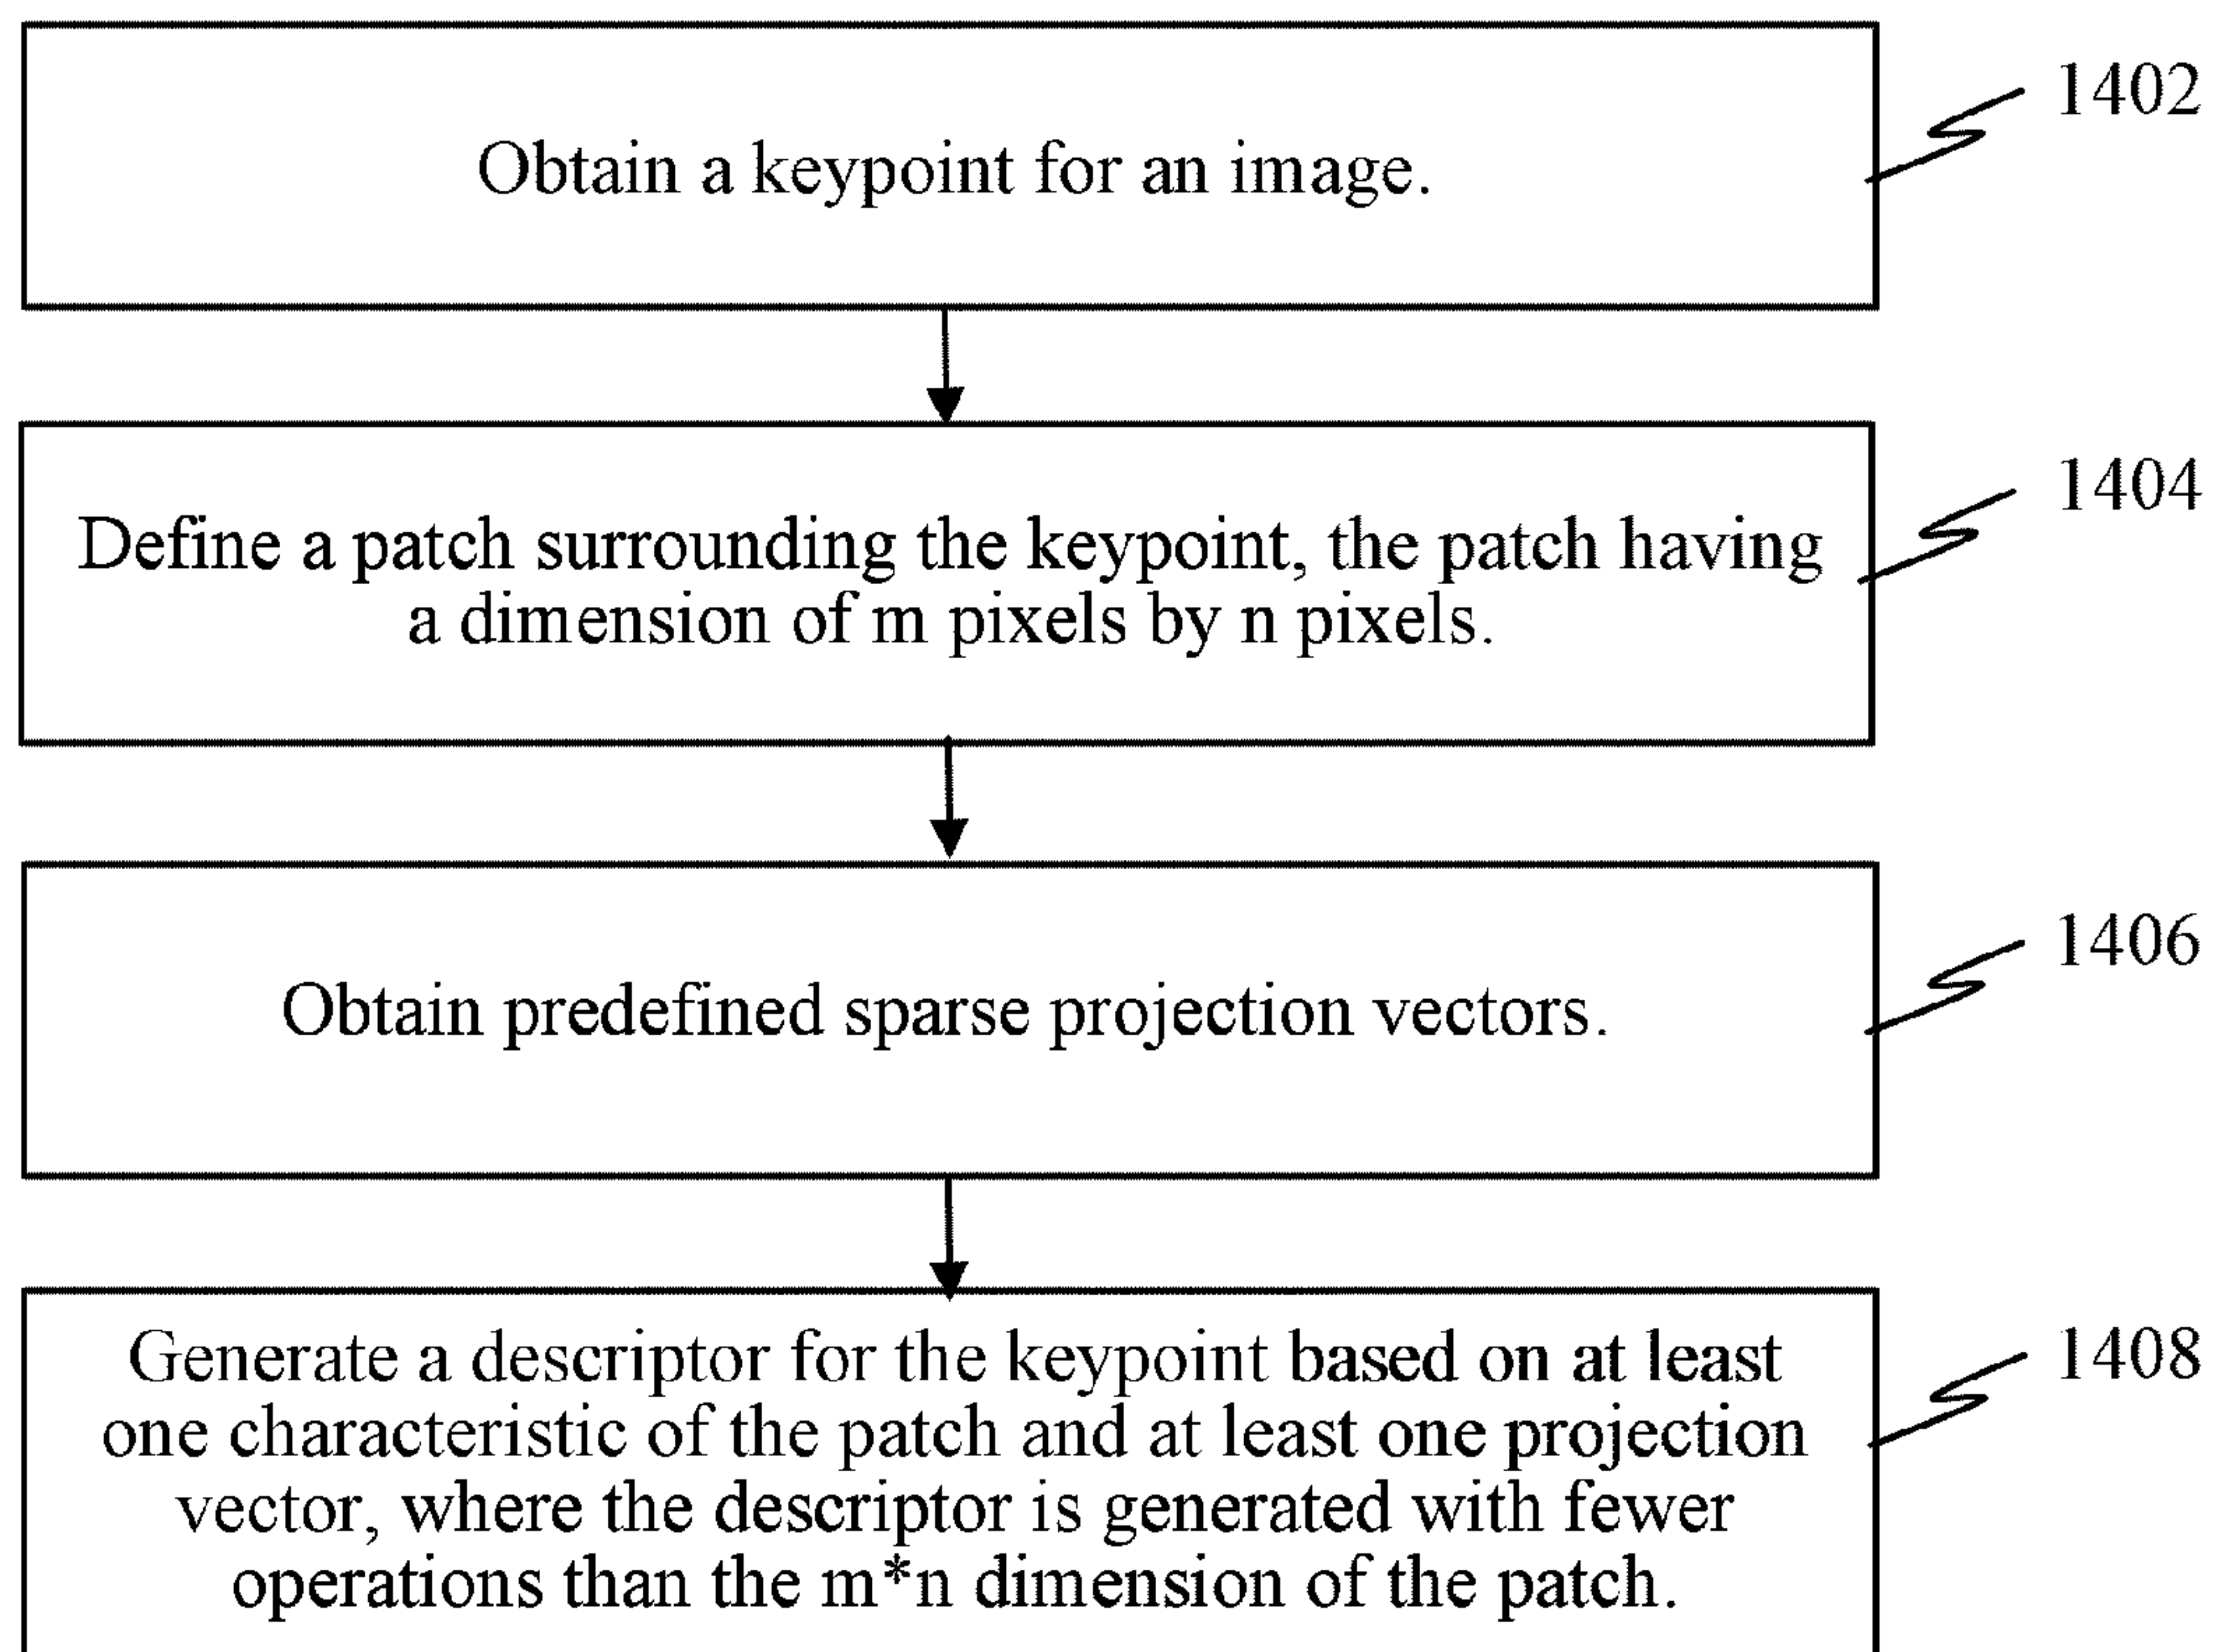 1402
Obtain a keypoint for an image.
1404
Define a patch surrounding the keypoint, the patch having
a dimension of m pixels by n pixels.
1406
Obtain predefined sparse projection vectors.
1408
Generate a descriptor for the keypoint based on at least
one characteristic of the patch and at least one projection
vector, where the descriptor is generated with fewer
operations than the m*n dimension of the patch.